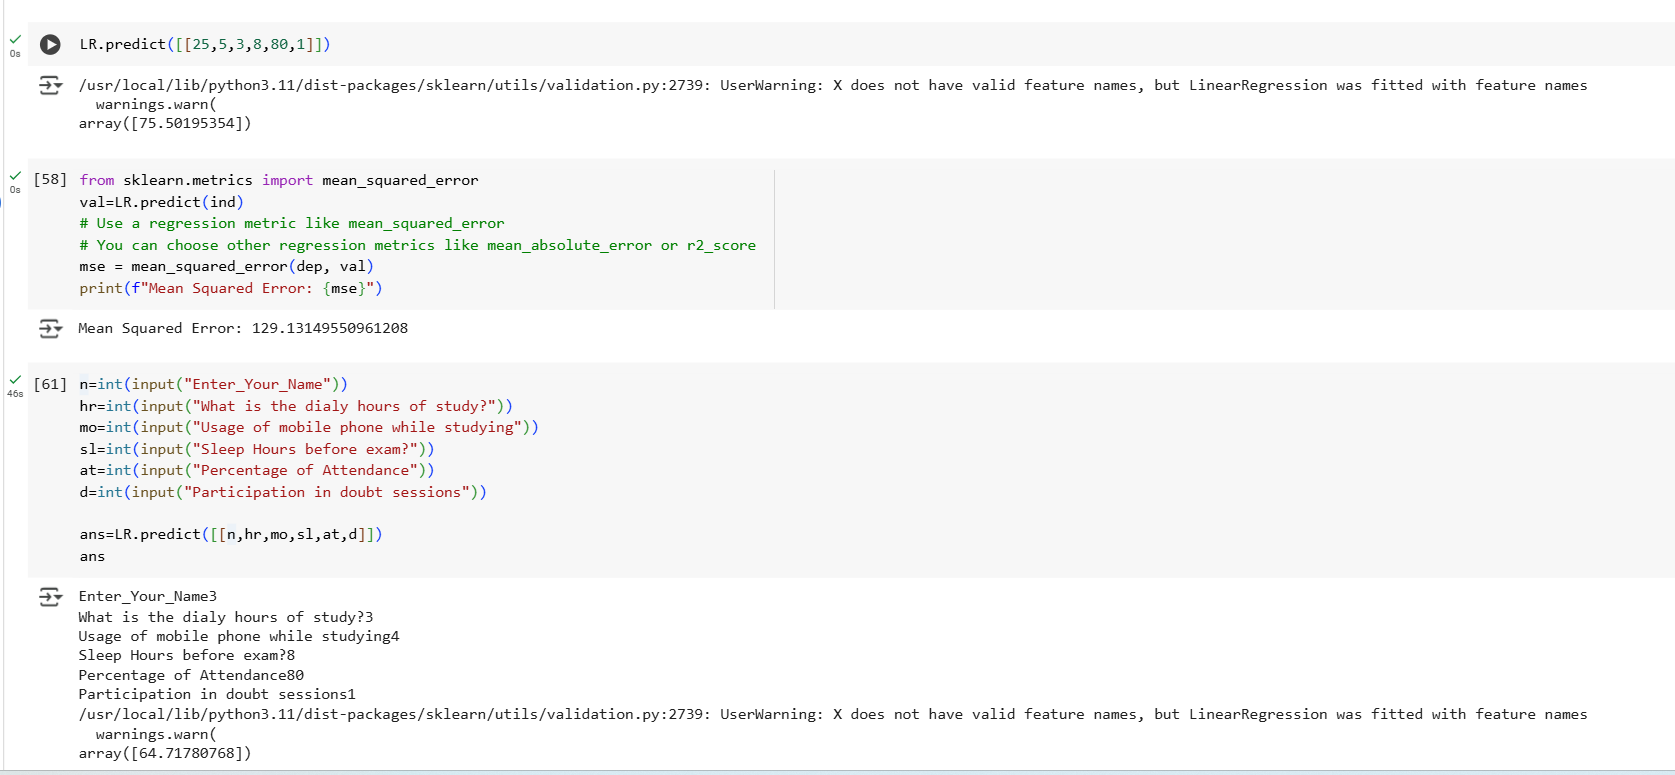 0s
LR.predict([[25,5,3,8,80,1]])
/usr/local/lib/python3.11/dist-packages/sklearn/utils/validation.py:2739: UserWarning: X does not have valid feature names, but LinearRegression was fitted with feature names
  warnings.warn(
array([75.50195354])
0s
[58] from sklearn.metrics import mean_squared_error
val=LR.predict(ind)
# Use a regression metric like mean_squared_error
# You can choose other regression metrics like mean_absolute_error or r2_score
mse = mean_squared_error(dep, val)
print(f"Mean Squared Error: {mse}")
Mean Squared Error: 129.13149550961208
46s
[61] n=int(input("Enter_Your_Name"))
hr=int(input("What is the dialy hours of study?"))
mo=int(input("Usage of mobile phone while studying"))
sl=int(input("Sleep Hours before exam?"))
at=int(input("Percentage of Attendance"))
d=int(input("Participation in doubt sessions"))
ans=LR.predict([[n,hr,mo,sl,at,d]])
ans
Enter_Your_Name3
What is the dialy hours of study?3
Usage of mobile phone while studying4
Sleep Hours before exam?8
Percentage of Attendance80
Participation in doubt sessions1
/usr/local/lib/python3.11/dist-packages/sklearn/utils/validation.py:2739: UserWarning: X does not have valid feature names, but LinearRegression was fitted with feature names
  warnings.warn(
array([64.71780768])